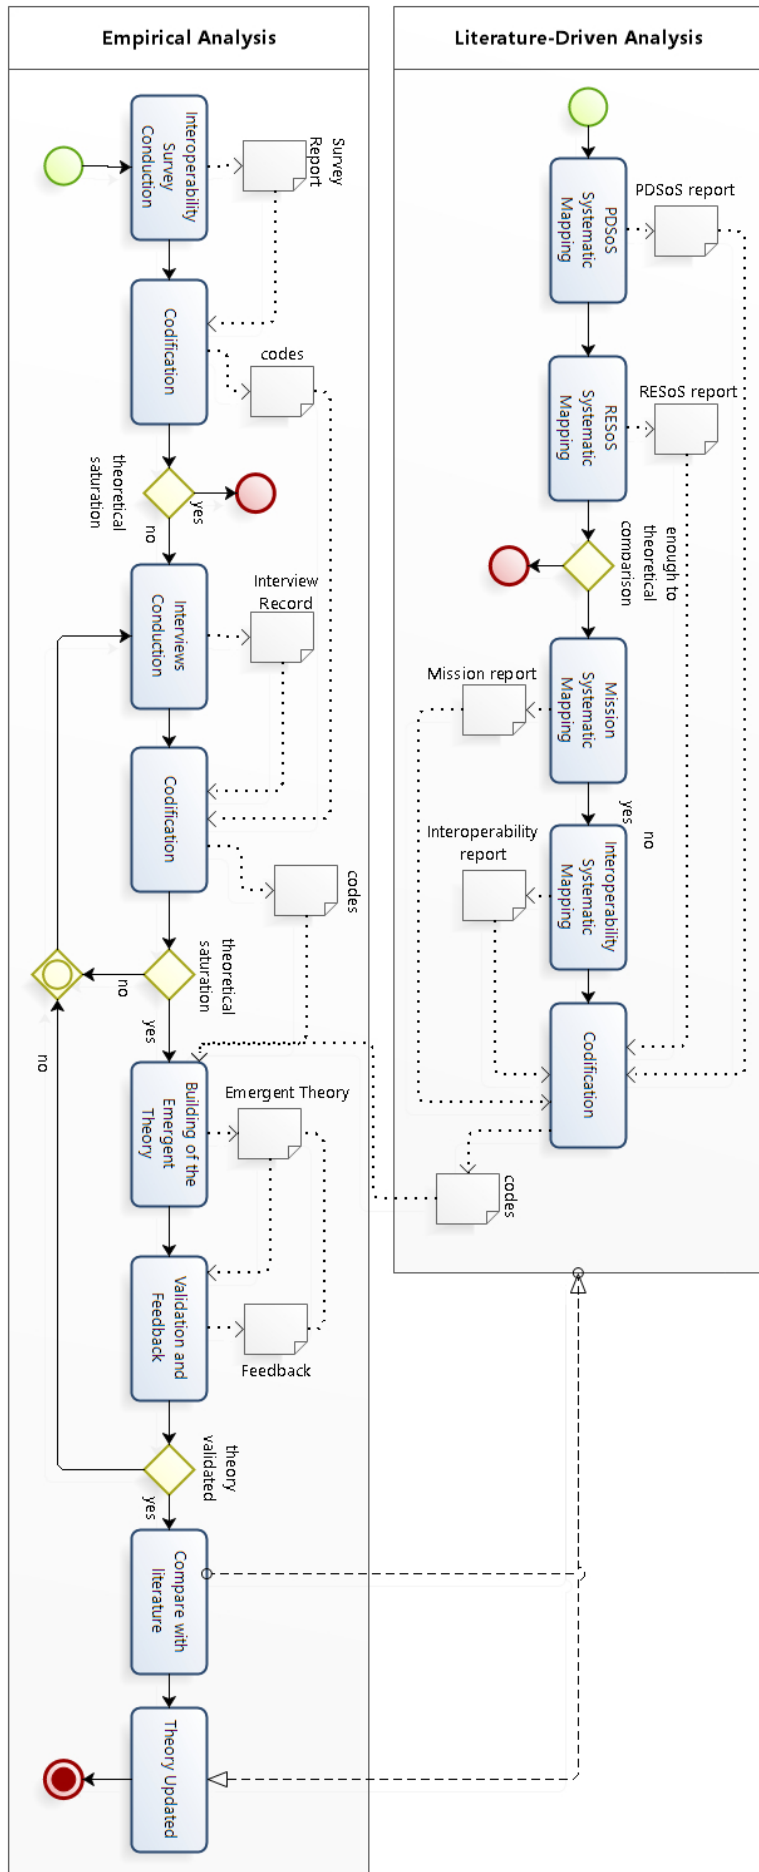 Empirical Analysis
Interoperability
Survey
Conduction
Survey
Report
Codification
codes
theoretical
saturation
yes
no
Interview
Record
Interviews
Conduction
Codification
codes
theoretical
saturation
no
yes
no
Building of the
Emergent
Theory
Emergent Theory
Validation and
Feedback
Feedback
theory
validated
yes
Compare with
literature
Theory Updated
Literature-Driven Analysis
PDSoS
Systematic
Mapping
PDSoS report
RESoS
Systematic
Mapping
RESoS report
enough to
theoretical
comparison
Mission
Systematic
Mapping
Mission report
yes
no
Interoperability
Systematic
Mapping
Interoperability
report
Codification
codes